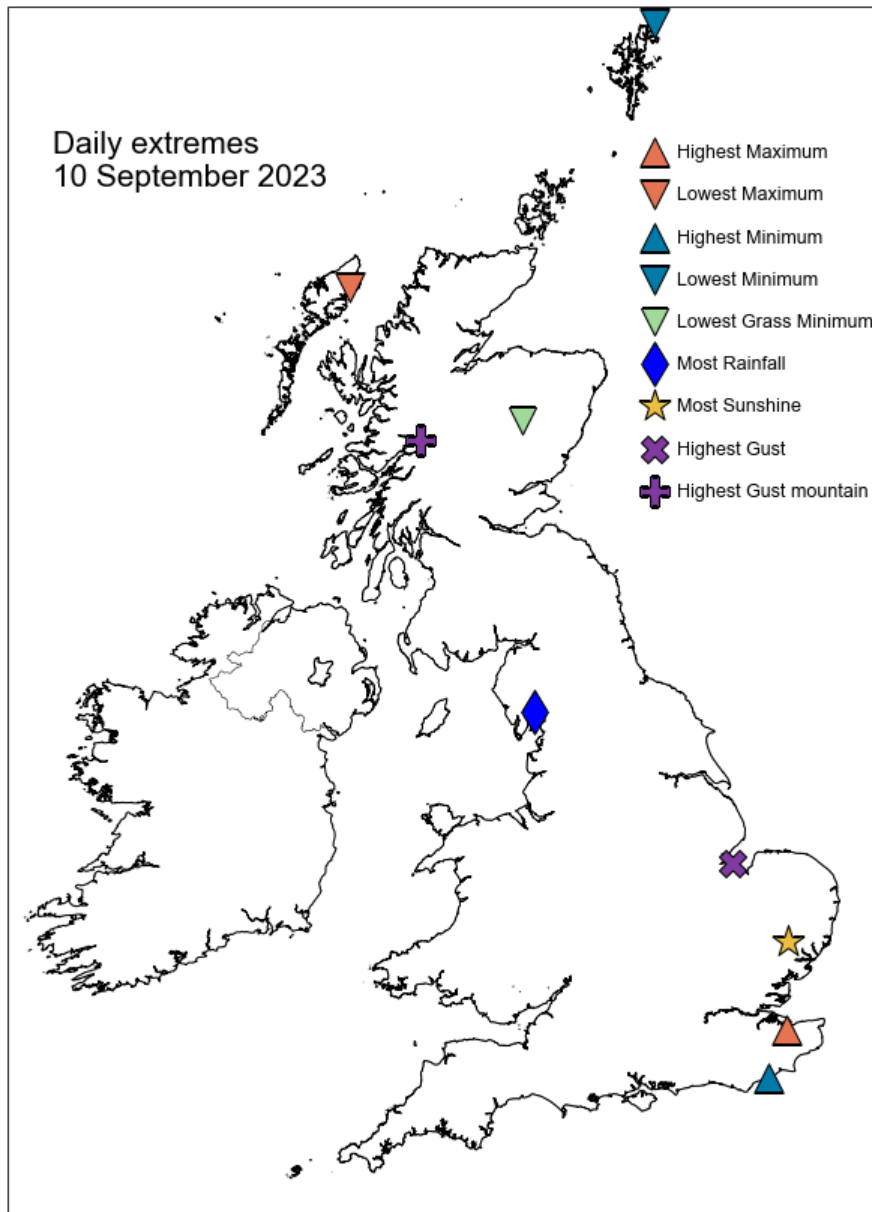 Daily extremes
10 September 2023
Highest Maximum
Lowest Maximum
Highest Minimum
Lowest Minimum
Lowest Grass Minimum
Most Rainfall
Most Sunshine
Highest Gust
Highest Gust mountain